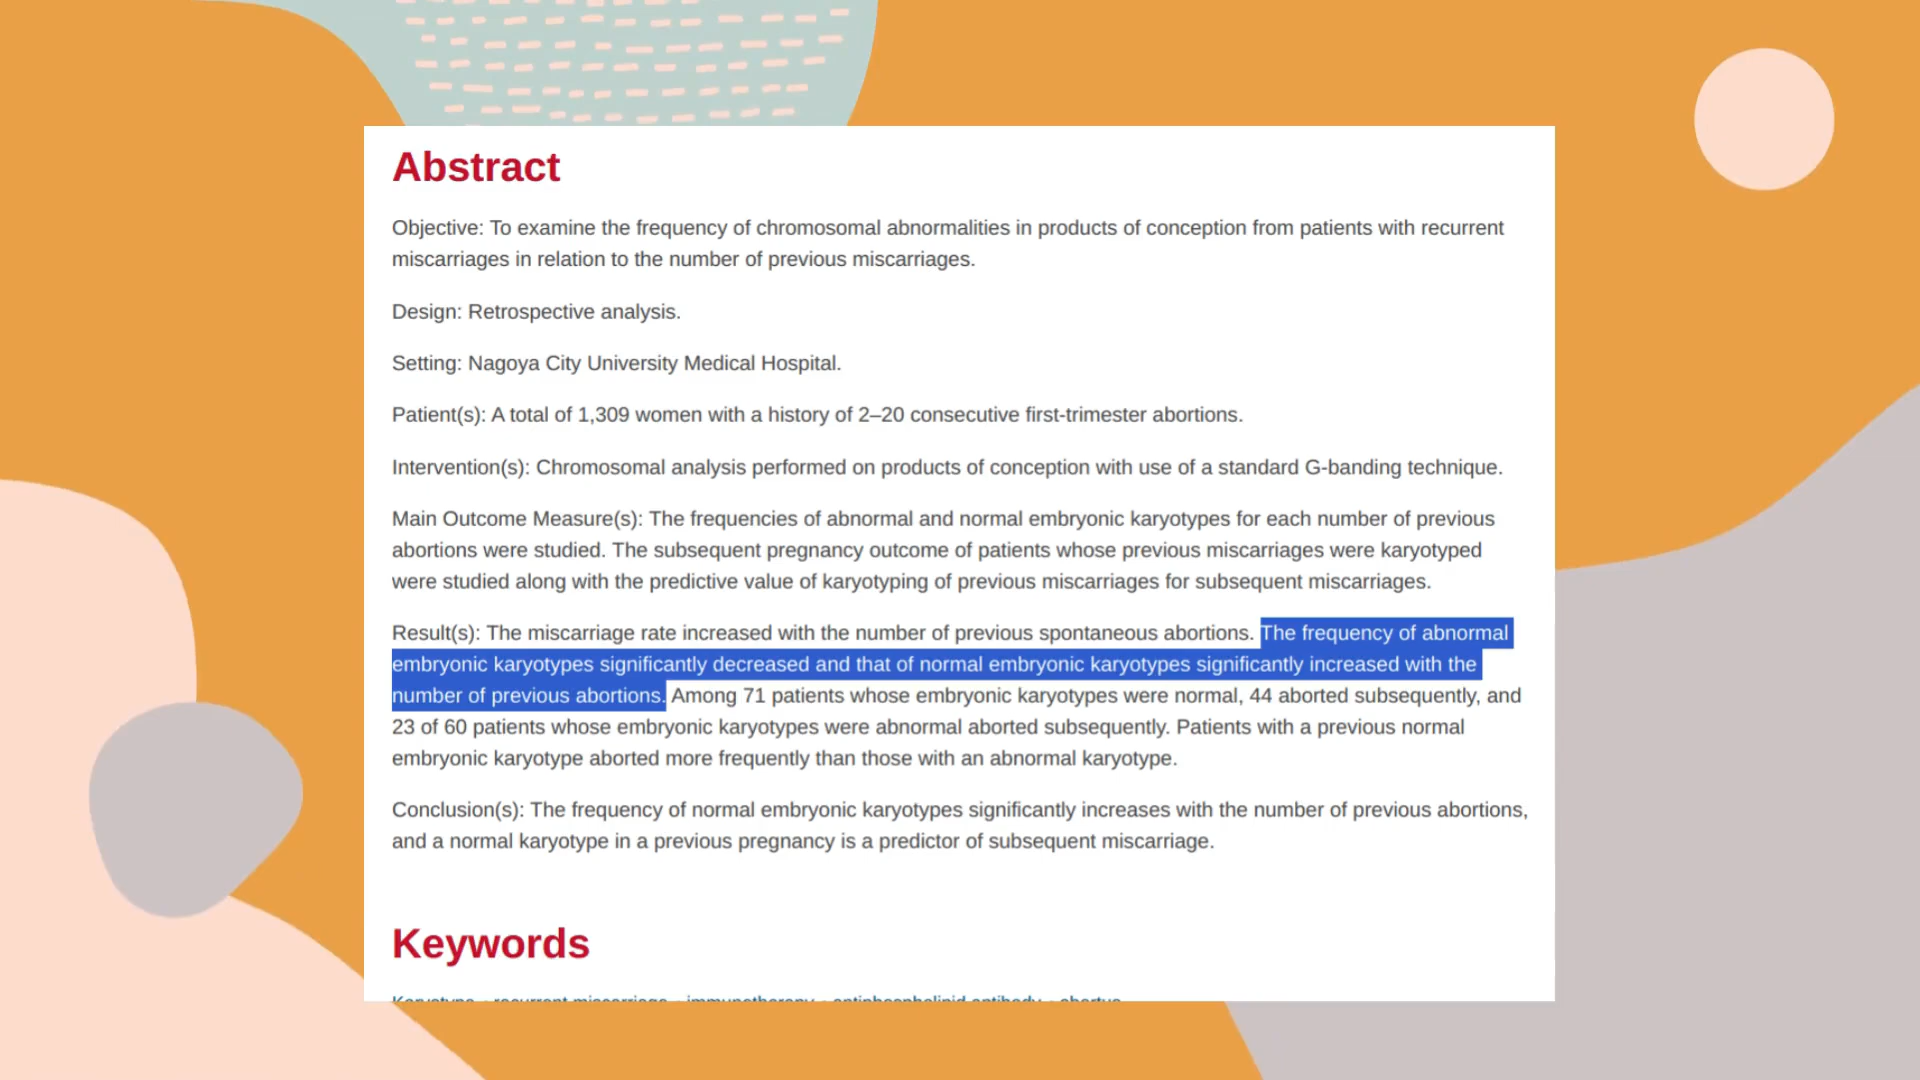 Abstract
Objective: To examine the frequency of chromosomal abnormalities in products of conception from patients with recurrent
miscarriages in relation to the number of previous miscarriages.
Design: Retrospective analysis.
Setting: Nagoya City University Medical Hospital.
Patient(s): A total of 1,309 women with a history of 2–20 consecutive first-trimester abortions.
Intervention(s): Chromosomal analysis performed on products of conception with use of a standard G-banding technique.
Main Outcome Measure(s): The frequencies of abnormal and normal embryonic karyotypes for each number of previous
abortions were studied. The subsequent pregnancy outcome of patients whose previous miscarriages were karyotyped
were studied along with the predictive value of karyotyping of previous miscarriages for subsequent miscarriages.
Result(s): The miscarriage rate increased with the number of previous spontaneous abortions. The frequency of abnormal
embryonic karyotypes significantly decreased and that of normal embryonic karyotypes significantly increased with the
number of previous abortions. Among 71 patients whose embryonic karyotypes were normal, 44 aborted subsequently, and
23 of 60 patients whose embryonic karyotypes were abnormal aborted subsequently. Patients with a previous normal
embryonic karyotype aborted more frequently than those with an abnormal karyotype.
Conclusion(s): The frequency of normal embryonic karyotypes significantly increases with the number of previous abortions,
and a normal karyotype in a previous pregnancy is a predictor of subsequent miscarriage.
Keywords
Karyotype recurrent miscarriage immunotherapy antiphospholipid antibody abortus